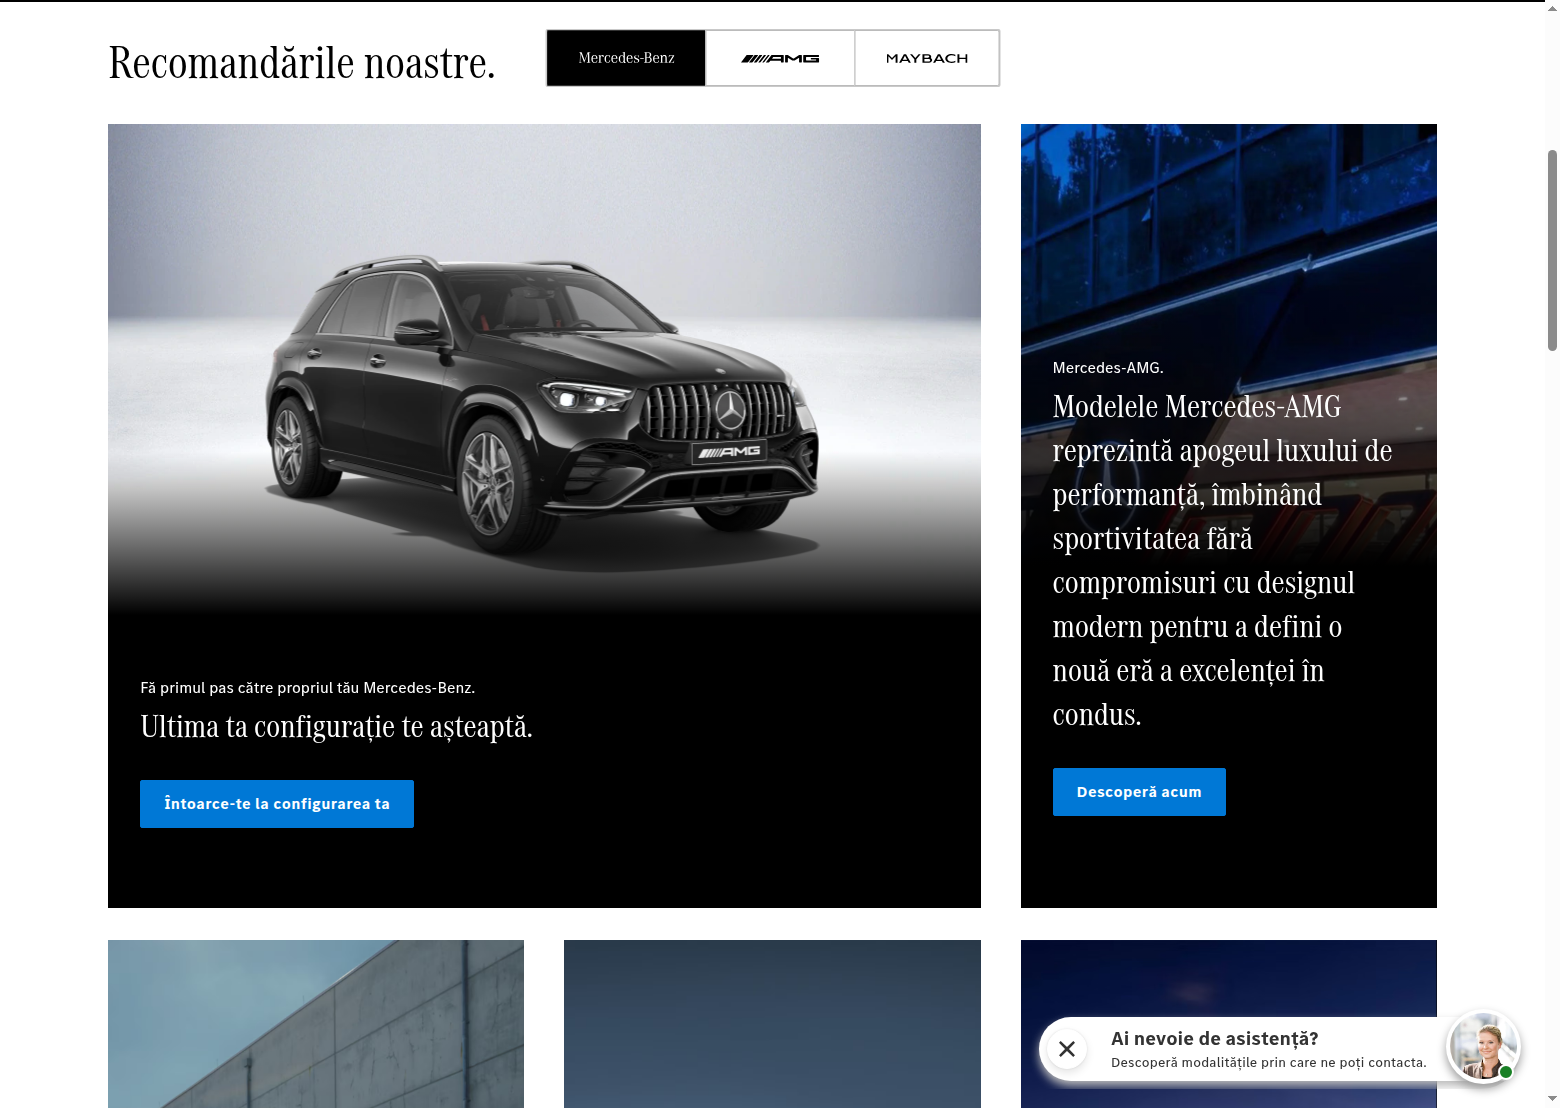 Recomandările noastre.
Mercedes-Benz
AMG
MAYBACH
AMG
Fă primul pas către propriul tău Mercedes-Benz.
Ultima ta configurație te așteaptă.
Întoarce-te la configurarea ta
Mercedes-AMG.
Modelele Mercedes-AMG
reprezintă apogeul luxului de
performanță, îmbinând
sportivitatea fără
compromisuri cu designul
modern pentru a defini o
nouă eră a excelenței în
condus.
Descoperă acum
Ai nevoie de asistență?
Descoperă modalitățile prin care ne poți contacta.